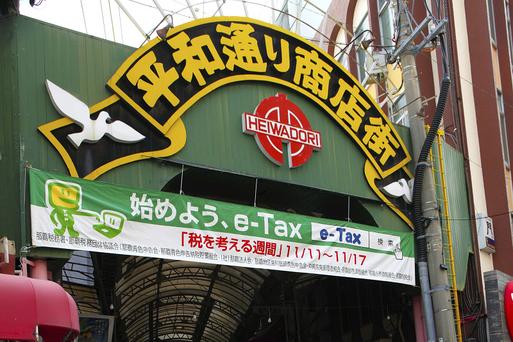 平和通り商店街
HEIWADORI
始めよう、e-Tax e-Tax 検索
「税を考える週間」11/11～11/17